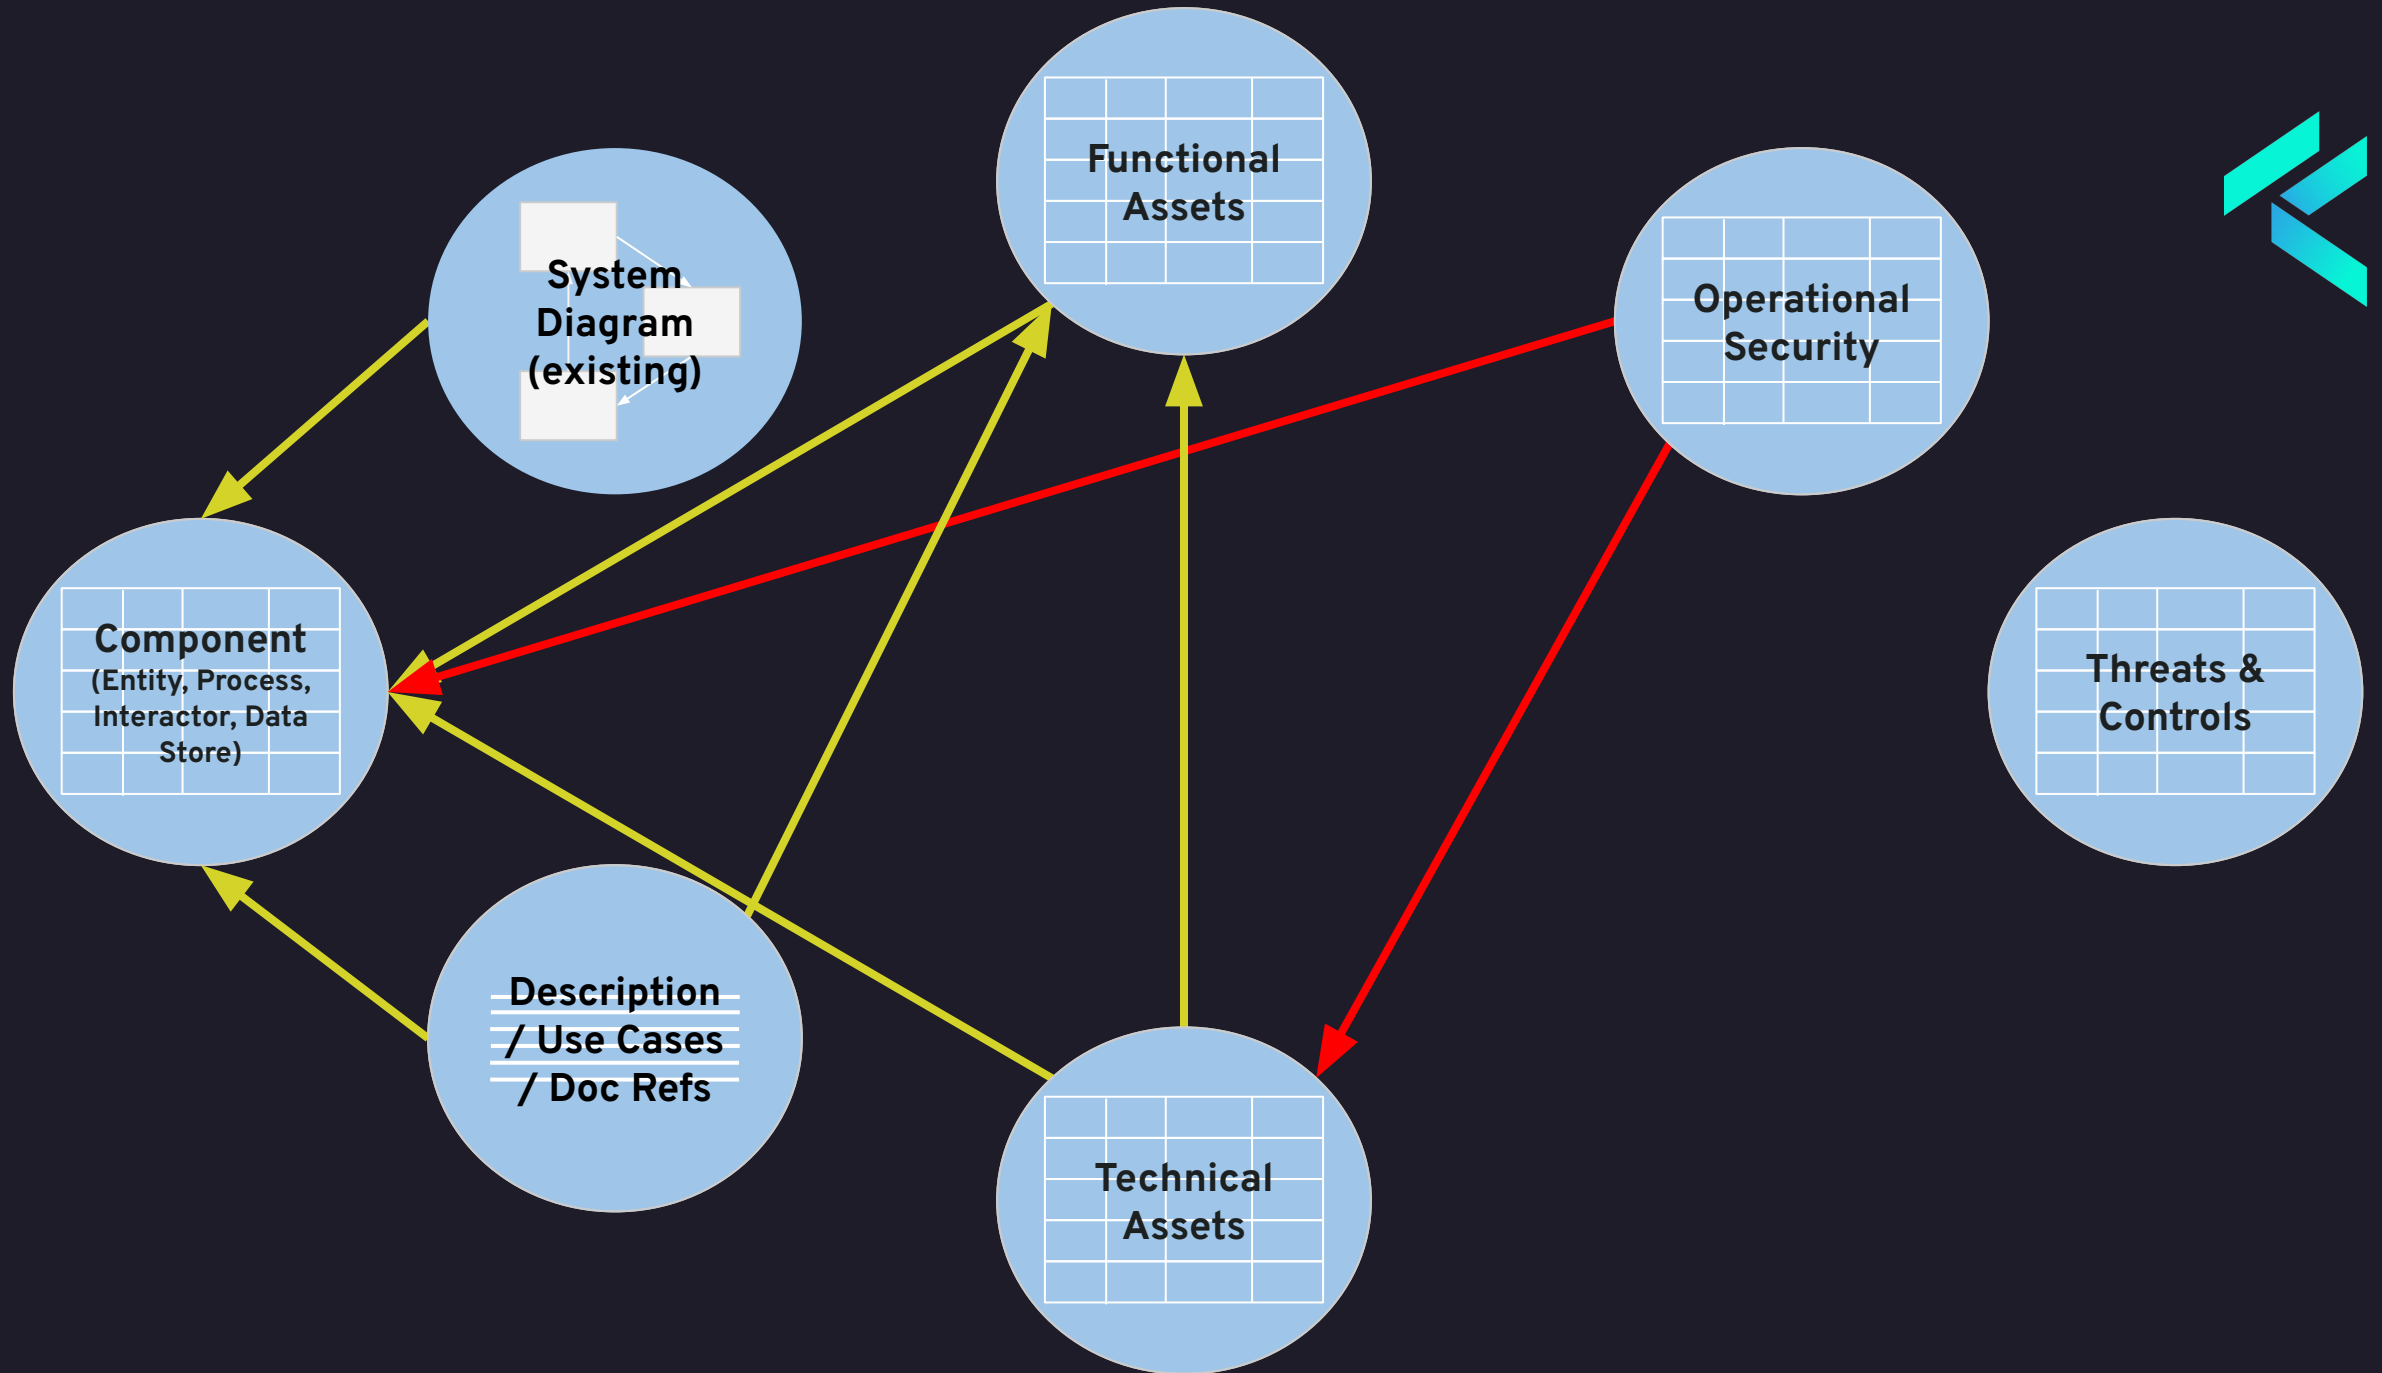 Functional
Assets
System
Diagram
(existing)
Operational
Security
Component
(Entity, Process,
Interactor, Data
Store)
Threats &
Controls
Description
/ Use Cases
/ Doc Refs
Technical
Assets